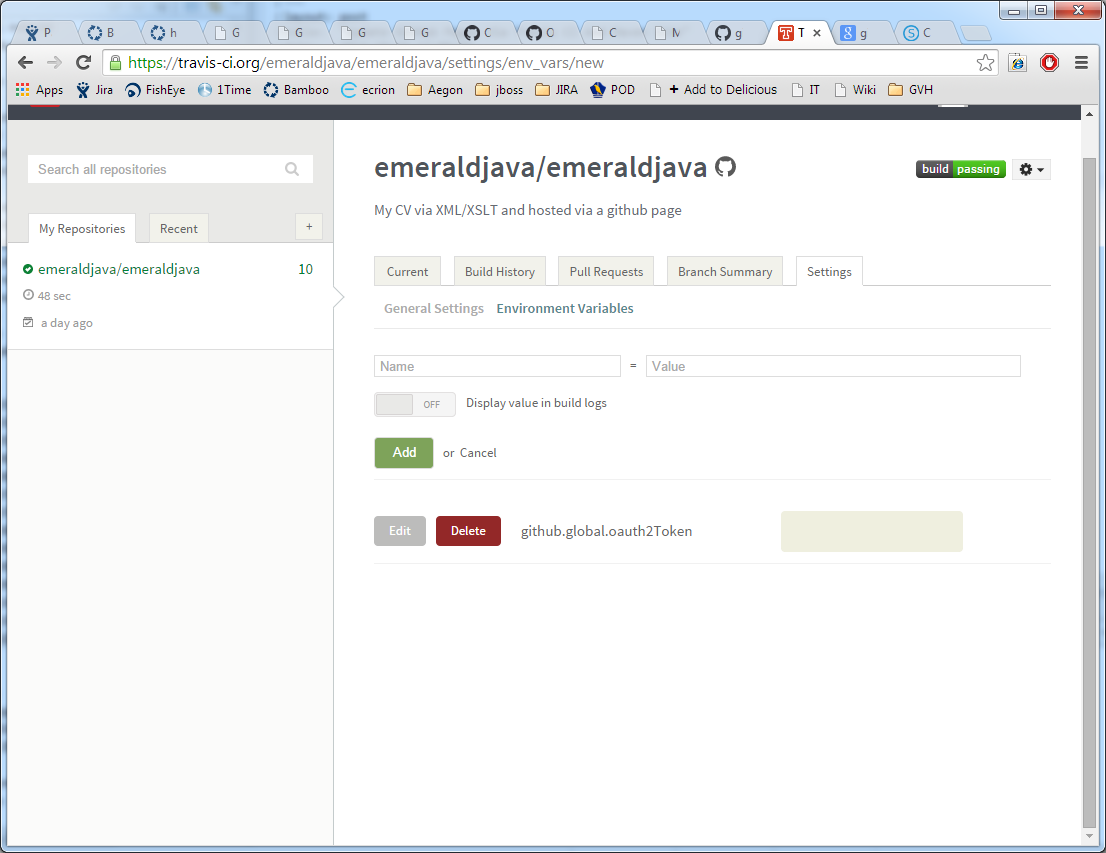 P B h G G G G C O C M g T g C
https://travis-ci.org/emeraldjava/emeraldjava/settings/env_vars/new
Apps Jira FishEye 1Time Bamboo ecrion Aegon jboss JIRA POD + Add to Delicious IT Wiki GVH
Search all repositories
My Repositories Recent +
emeraldjava/emeraldjava 10
48 sec
a day ago
emeraldjava/emeraldjava
build passing
My CV via XML/XSLT and hosted via a github page
Current Build History Pull Requests Branch Summary Settings
General Settings Environment Variables
Name = Value
OFF Display value in build logs
Add or Cancel
Edit Delete github.global.oauth2Token